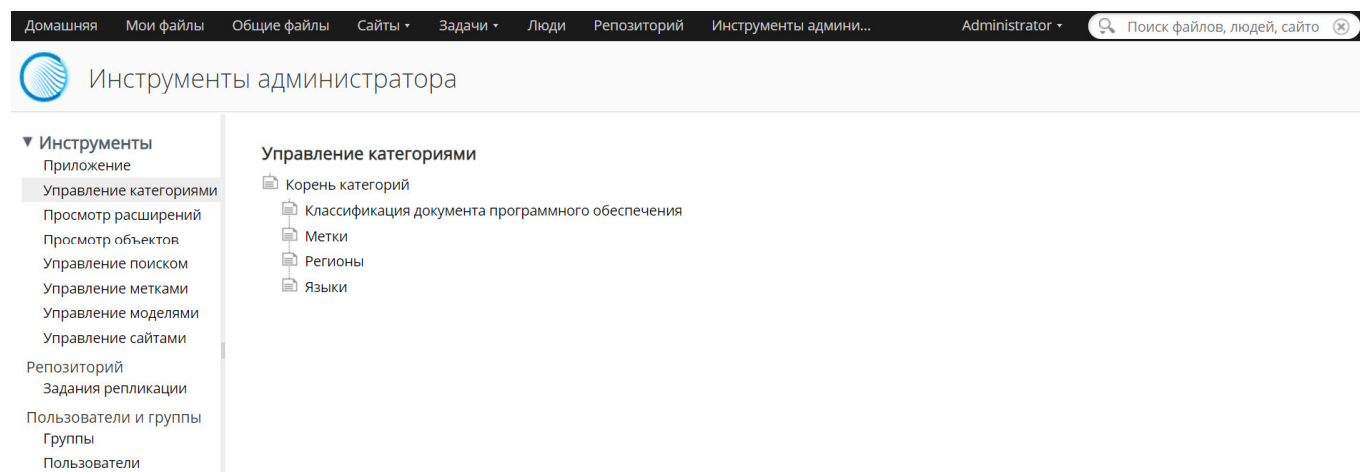 Домашняя Мои файлы Общие файлы Сайты Задачи Люди Репозиторий Инструменты админи... Administrator Поиск файлов, людей, сайто
Инструменты администратора
Инструменты
Приложение
Управление категориями
Просмотр расширений
Просмотр объектов
Управление поиском
Управление метками
Управление моделями
Управление сайтами
Репозиторий
Задания репликации
Пользователи и группы
Группы
Пользователи
Управление категориями
Корень категорий
Классификация документа программного обеспечения
Метки
Регионы
Языки